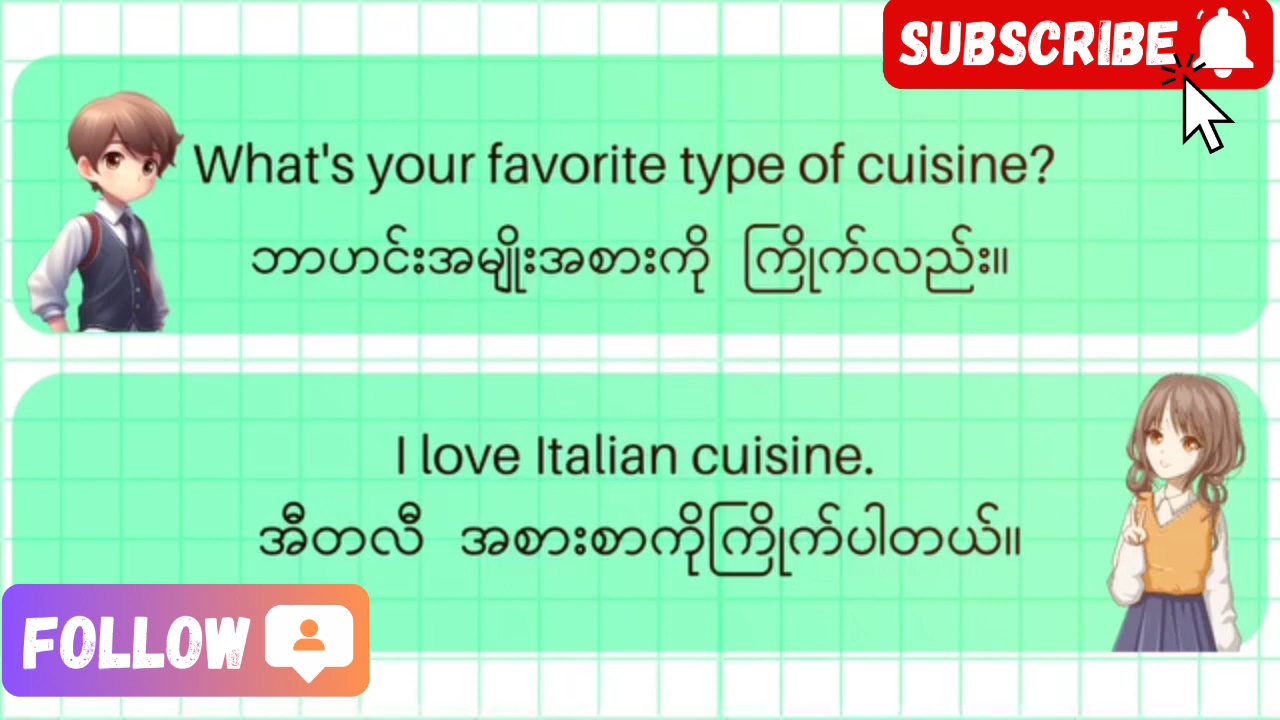 SUBSCRIBE
What's your favorite type of cuisine?
ဘာဟင်းအမျိုးအစားကို ကြိုက်လည်း။
I love Italian cuisine.
အီတလီ အစားစာကိုကြိုက်ပါတယ်။
FOLLOW